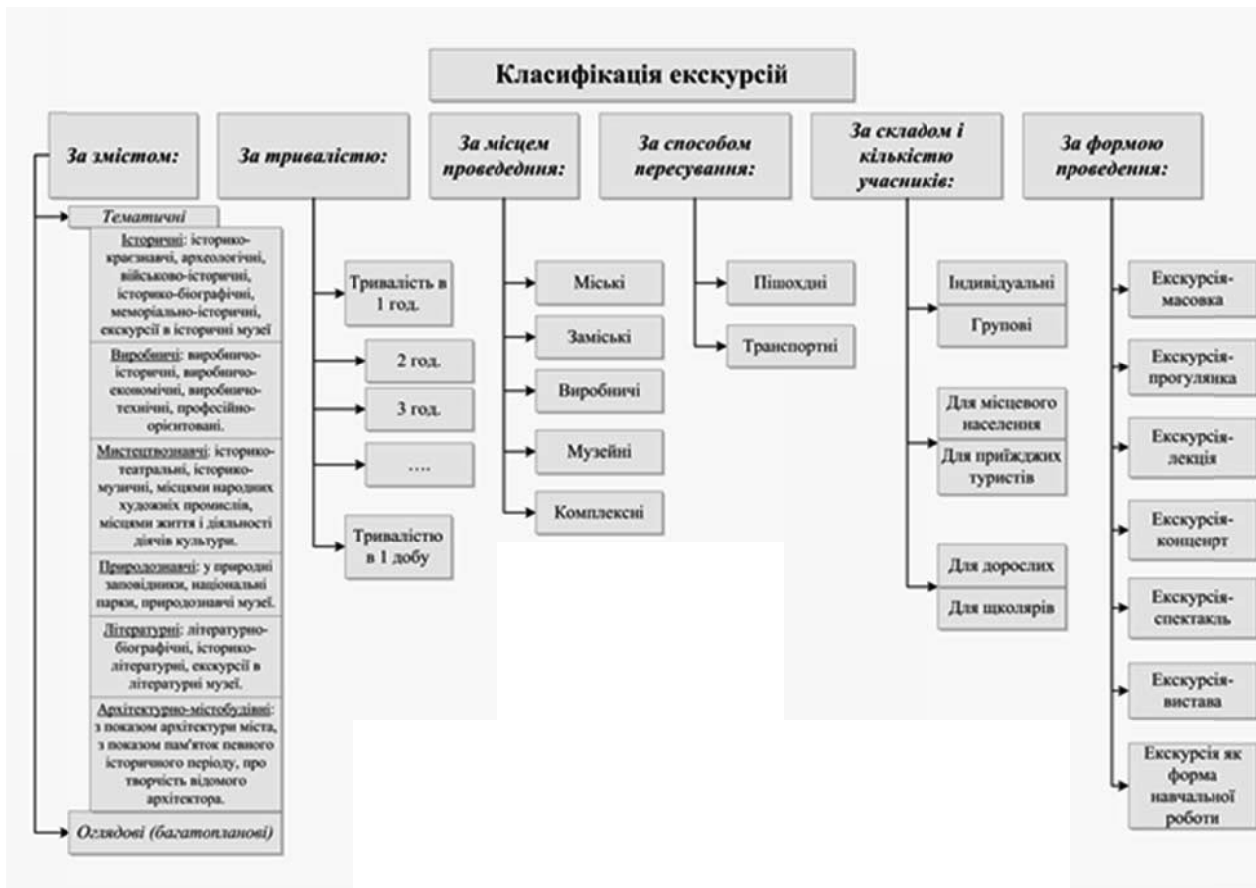 Класифікація екскурсій
За змістом:
Тематичні
Історичні: історико-
краєзнавчі, археологічні,
військово-історичні,
історико-біографічні,
меморіально-історичні,
екскурсії в історичні музеї
Виробничі: виробничо-
історичні, виробничо-
економічні, виробничо-
технічні, професійно-
орієнтовані.
Мистецтвознавчі: історико-
театральні, історико-
музичні, місцями народних
художніх промислів,
місцями життя і діяльності
діячів культури.
Природознавчі: у природні
заповідники, національні
парки, природознавчі музеї.
Літературні: літературно-
біографічні, історико-
літературні, екскурсії в
літературні музеї.
Архітектурно-містобудівні:
з показом архітектури міста,
з показом пам'яток певного
історичного періоду, про
творчість відомого
архітектора.
Оглядові (багатопланові)
За тривалістю:
Тривалість в
1 год.
2 год.
3 год.
....
Тривалістю
в 1 добу
За місцем
проведедння:
Міські
Заміські
Виробничі
Музейні
Комплексні
За способом
пересування:
Пішохдні
Транспортні
За складом і
кількістю
учасників:
Індивідуальні
Групові
Для місцевого
населення
Для приїжджих
туристів
Для дорослих
Для щколярів
За формою
проведення:
Екскурсія-
масовка
Екскурсія-
прогулянка
Екскурсія-
лекція
Екскурсія-
конценрт
Екскурсія-
спектакль
Екскурсія-
вистава
Екскурсія як
форма
навчальної
роботи